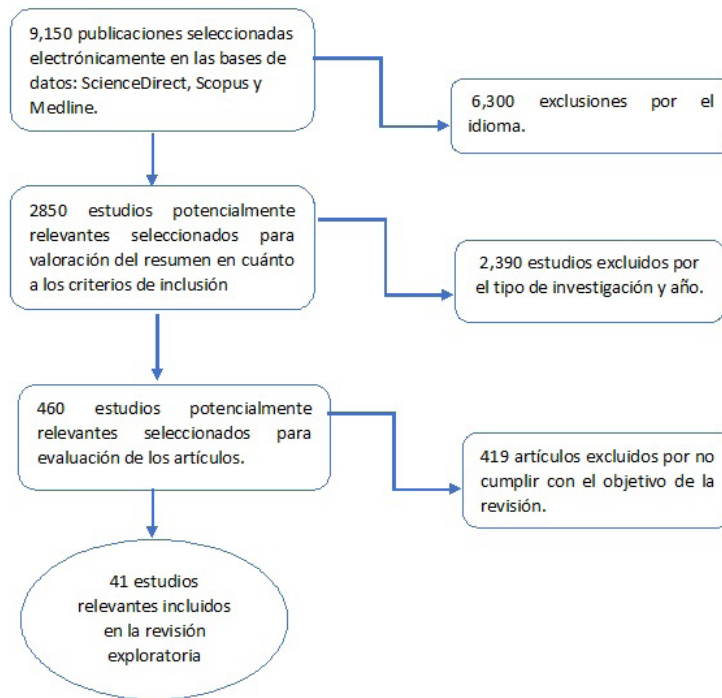 9,150 publicaciones seleccionadas
electrónicamente en las bases de
datos: ScienceDirect, Scopus y
Medline.
6,300 exclusiones por el
idioma.
2850 estudios potencialmente
relevantes seleccionados para
valoración del resumen en cuánto
a los criterios de inclusión
2,390 estudios excluidos por
el tipo de investigación y año.
460 estudios potencialmente
relevantes seleccionados para
evaluación de los artículos.
419 artículos excluidos por no
cumplir con el objetivo de la
revisión.
41 estudios
relevantes incluidos
en la revisión
exploratoria